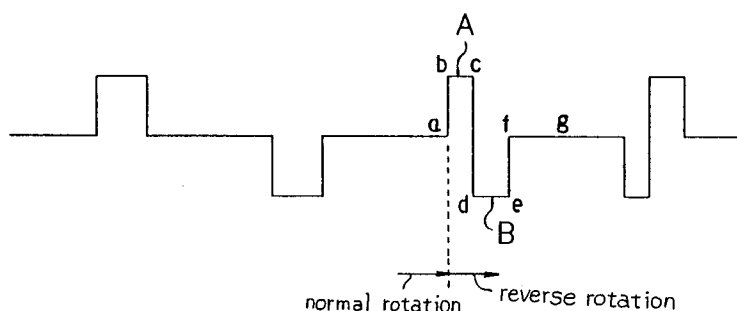 A
b c
a f g
d e
B
normal rotation reverse rotation